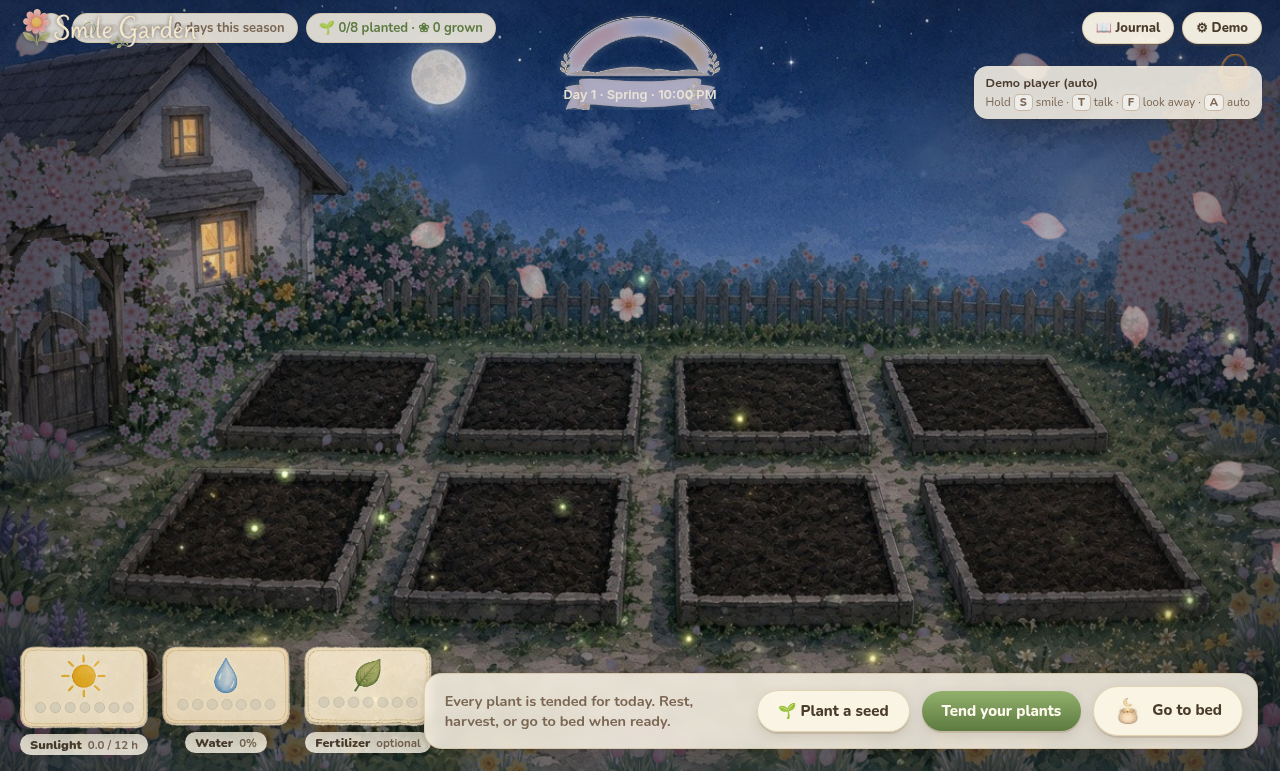 Smile Garden
days this season
🌱 0/8 planted · ❀ 0 grown
Day 1 · Spring · 10:00 PM
📖 Journal
⚙ Demo
Demo player (auto)
Hold S smile · T talk · F look away · A auto
Sunlight 0.0 / 12 h
Water 0%
Fertilizer optional
Every plant is tended for today. Rest,
harvest, or go to bed when ready.
🌱 Plant a seed
Tend your plants
Go to bed